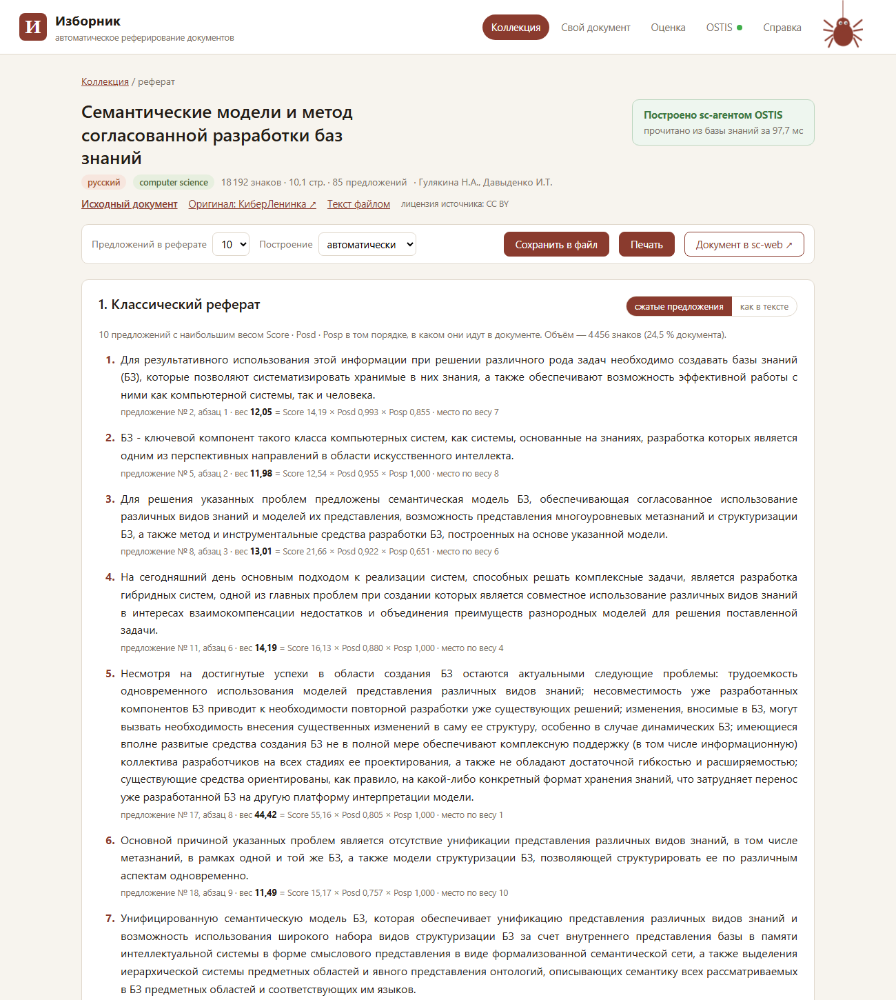 И
Изборник
автоматическое реферирование документов
Коллекция
Свой документ
Оценка
OSTIS
Справка
Коллекция / реферат
Семантические модели и метод
согласованной разработки баз
знаний
Построено sc-агентом OSTIS
прочитано из базы знаний за 97,7 мс
русский computer science 18 192 знаков · 10,1 стр. · 85 предложений · Гулякина Н.А., Давыденко И.Т.
Исходный документ Оригинал: КиберЛенинка ↗ Текст файлом лицензия источника: CC BY
Предложений в реферате 10 Построение автоматически Сохранить в файл Печать Документ в sc-web ↗
1. Классический реферат
сжатые предложения как в тексте
10 предложений с наибольшим весом Score · Posd · Posp в том порядке, в каком они идут в документе. Объём — 4 456 знаков (24,5 % документа).
1. Для результативного использования этой информации при решении различного рода задач необходимо создавать базы знаний
(БЗ), которые позволяют систематизировать хранимые в них знания, а также обеспечивают возможность эффективной работы с
ними как компьютерной системы, так и человека.
предложение № 2, абзац 1 · вес 12,05 = Score 14,19 × Posd 0,993 × Posp 0,855 · место по весу 7
2. БЗ - ключевой компонент такого класса компьютерных систем, как системы, основанные на знаниях, разработка которых является
одним из перспективных направлений в области искусственного интеллекта.
предложение № 5, абзац 2 · вес 11,98 = Score 12,54 × Posd 0,955 × Posp 1,000 · место по весу 8
3. Для решения указанных проблем предложены семантическая модель БЗ, обеспечивающая согласованное использование
различных видов знаний и моделей их представления, возможность представления многоуровневых метазнаний и структуризации
БЗ, а также метод и инструментальные средства разработки БЗ, построенных на основе указанной модели.
предложение № 8, абзац 3 · вес 13,01 = Score 21,66 × Posd 0,922 × Posp 0,651 · место по весу 6
4. На сегодняшний день основным подходом к реализации систем, способных решать комплексные задачи, является разработка
гибридных систем, одной из главных проблем при создании которых является совместное использование различных видов знаний
в интересах взаимокомпенсации недостатков и объединения преимуществ разнородных моделей для решения поставленной
задачи.
предложение № 11, абзац 6 · вес 14,19 = Score 16,13 × Posd 0,880 × Posp 1,000 · место по весу 4
5. Несмотря на достигнутые успехи в области создания БЗ остаются актуальными следующие проблемы: трудоемкость
одновременного использования моделей представления различных видов знаний; несовместимость уже разработанных
компонентов БЗ приводит к необходимости повторной разработки уже существующих решений; изменения, вносимые в БЗ, могут
вызвать необходимость внесения существенных изменений в саму ее структуру, особенно в случае динамических БЗ; имеющиеся
вполне развитые средства создания БЗ не в полной мере обеспечивают комплексную поддержку (в том числе информационную)
коллектива разработчиков на всех стадиях ее проектирования, а также не обладают достаточной гибкостью и расширяемостью;
существующие средства ориентированы, как правило, на какой-либо конкретный формат хранения знаний, что затрудняет перенос
уже разработанной БЗ на другую платформу интерпретации модели.
предложение № 17, абзац 8 · вес 44,42 = Score 55,16 × Posd 0,805 × Posp 1,000 · место по весу 1
6. Основной причиной указанных проблем является отсутствие унификации представления различных видов знаний, в том числе
метазнаний, в рамках одной и той же БЗ, а также модели структуризации БЗ, позволяющей структурировать ее по различным
аспектам одновременно.
предложение № 18, абзац 9 · вес 11,49 = Score 15,17 × Posd 0,757 × Posp 1,000 · место по весу 10
7. Унифицированную семантическую модель БЗ, которая обеспечивает унификацию представления различных видов знаний и
возможность использования широкого набора видов структуризации БЗ за счет внутреннего представления базы в памяти
интеллектуальной системы в форме смыслового представления в виде формализованной семантической сети, а также выделения
иерархической системы предметных областей и явного представления онтологий, описывающих семантику всех рассматриваемых
в БЗ предметных областей и соответствующих им языков.